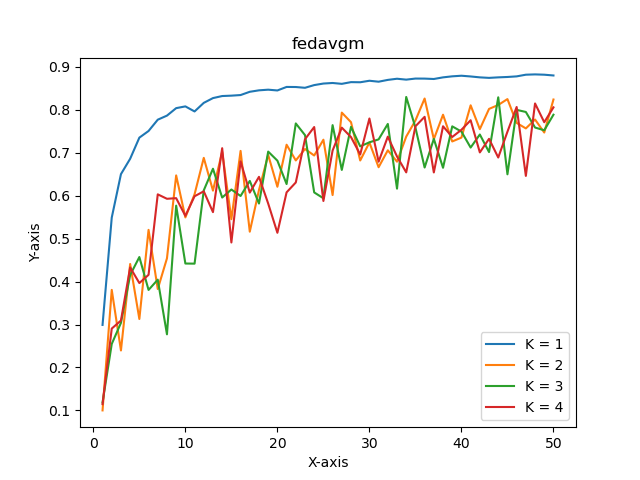 fedavgm
Y-axis
0.9
0.8
0.7
0.6
0.5
0.4
0.3
0.2
0.1
0 10 20 30 40 50
X-axis
K = 1
K = 2
K = 3
K = 4